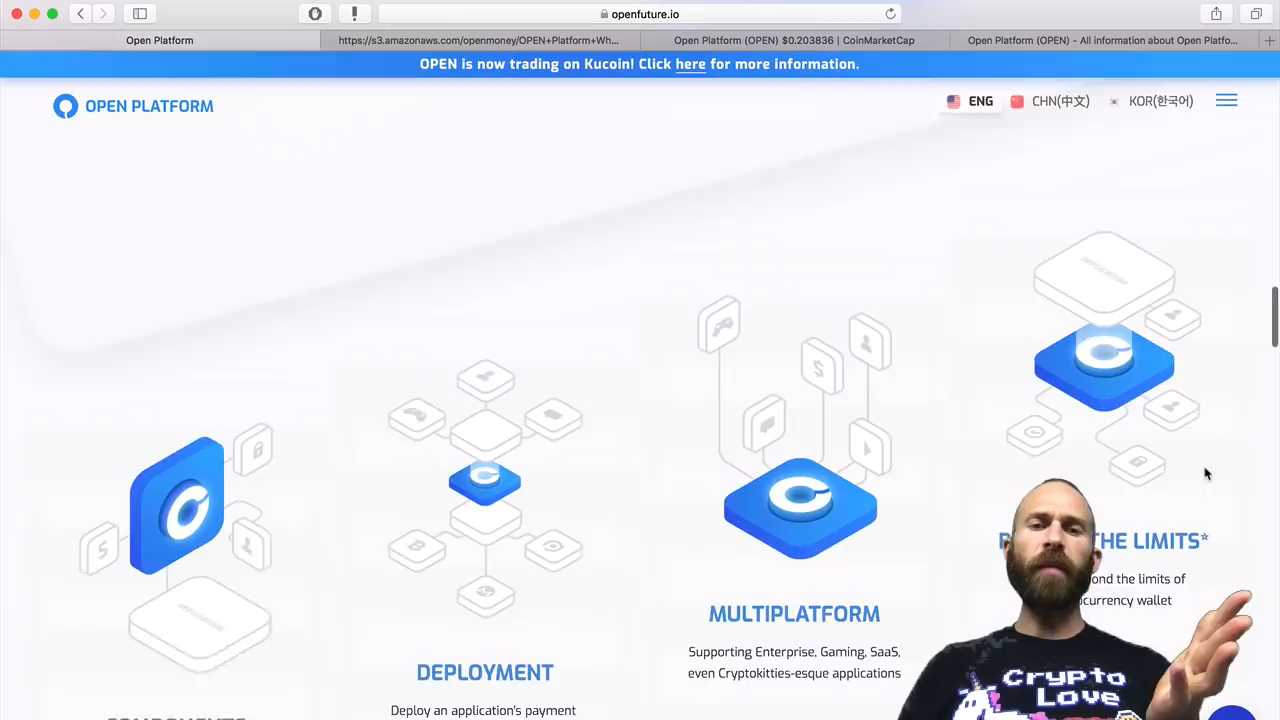 openfuture.io
Open Platform
https://s3.amazonaws.com/openmoney/OPEN+Platform+Wh...
Open Platform (OPEN) $0.203836 | CoinMarketCap
Open Platform (OPEN) - All information about Open Platfo...
OPEN is now trading on Kucoin! Click here for more information.
OPEN PLATFORM
ENG
CHN(中文)
KOR(한국어)
THE LIMITS*
ond the limits of
ocurrency wallet
MULTIPLATFORM
Supporting Enterprise, Gaming, SaaS,
even Cryptokitties-esque applications
DEPLOYMENT
Deploy an application's payment
COMPONENTS
Crypto
Love